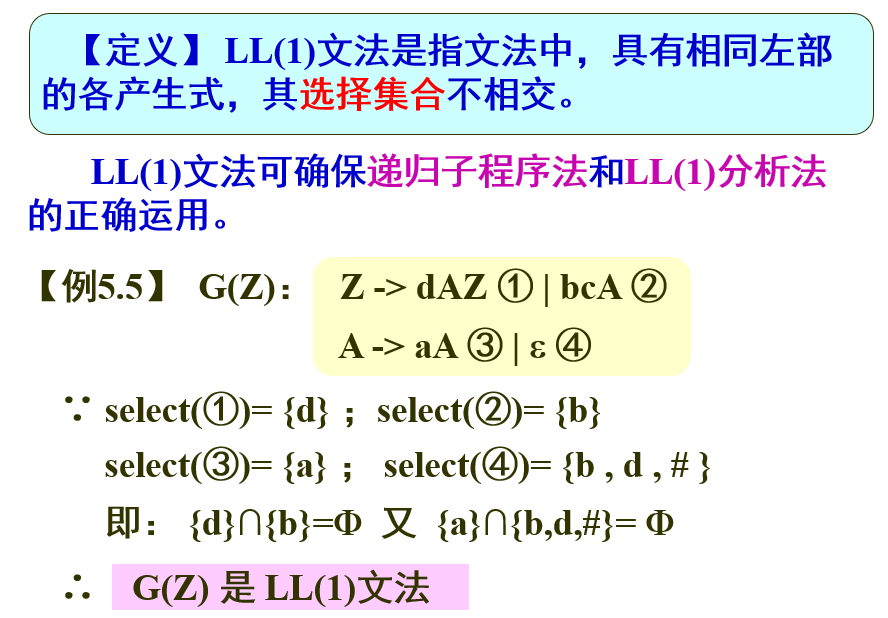 【定义】LL(1)文法是指文法中，具有相同左部
的各产生式，其选择集合不相交。
LL(1)文法可确保递归子程序法和LL(1)分析法
的正确运用。
【例5.5】 G(Z)： Z -> dAZ ① | bcA ②
A -> aA ③ | ε ④
∵ select(①)= {d} ；select(②)= {b}
select(③)= {a} ； select(④)= {b , d , # }
即： {d}∩{b}=Φ 又 {a}∩{b,d,#}= Φ
∴ G(Z) 是 LL(1)文法